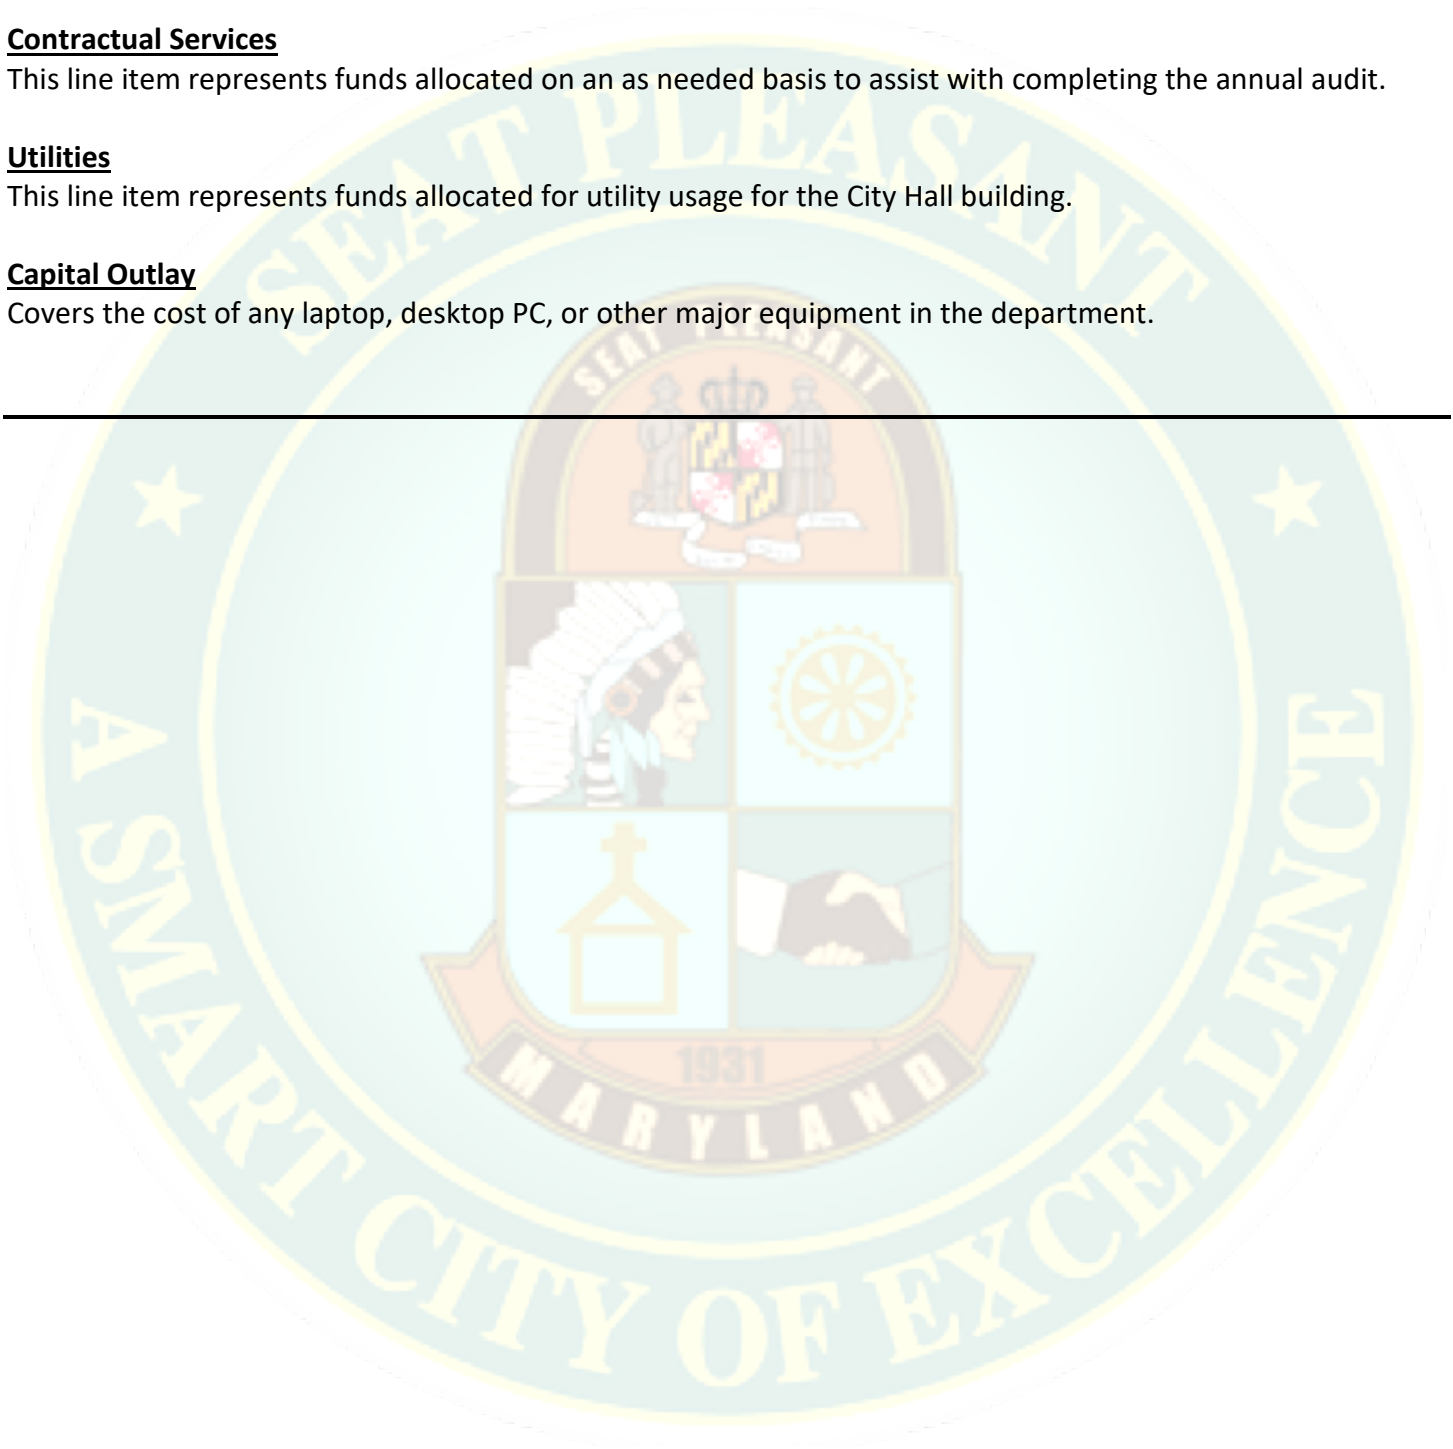 Contractual Services
This line item represents funds allocated on an as needed basis to assist with completing the annual audit.
Utilities
This line item represents funds allocated for utility usage for the City Hall building.
Capital Outlay
Covers the cost of any laptop, desktop PC, or other major equipment in the department.
SEAT PLEASANT
SEAT PLEASANT
1931
MARYLAND
A SMART CITY OF EXCELLENCE